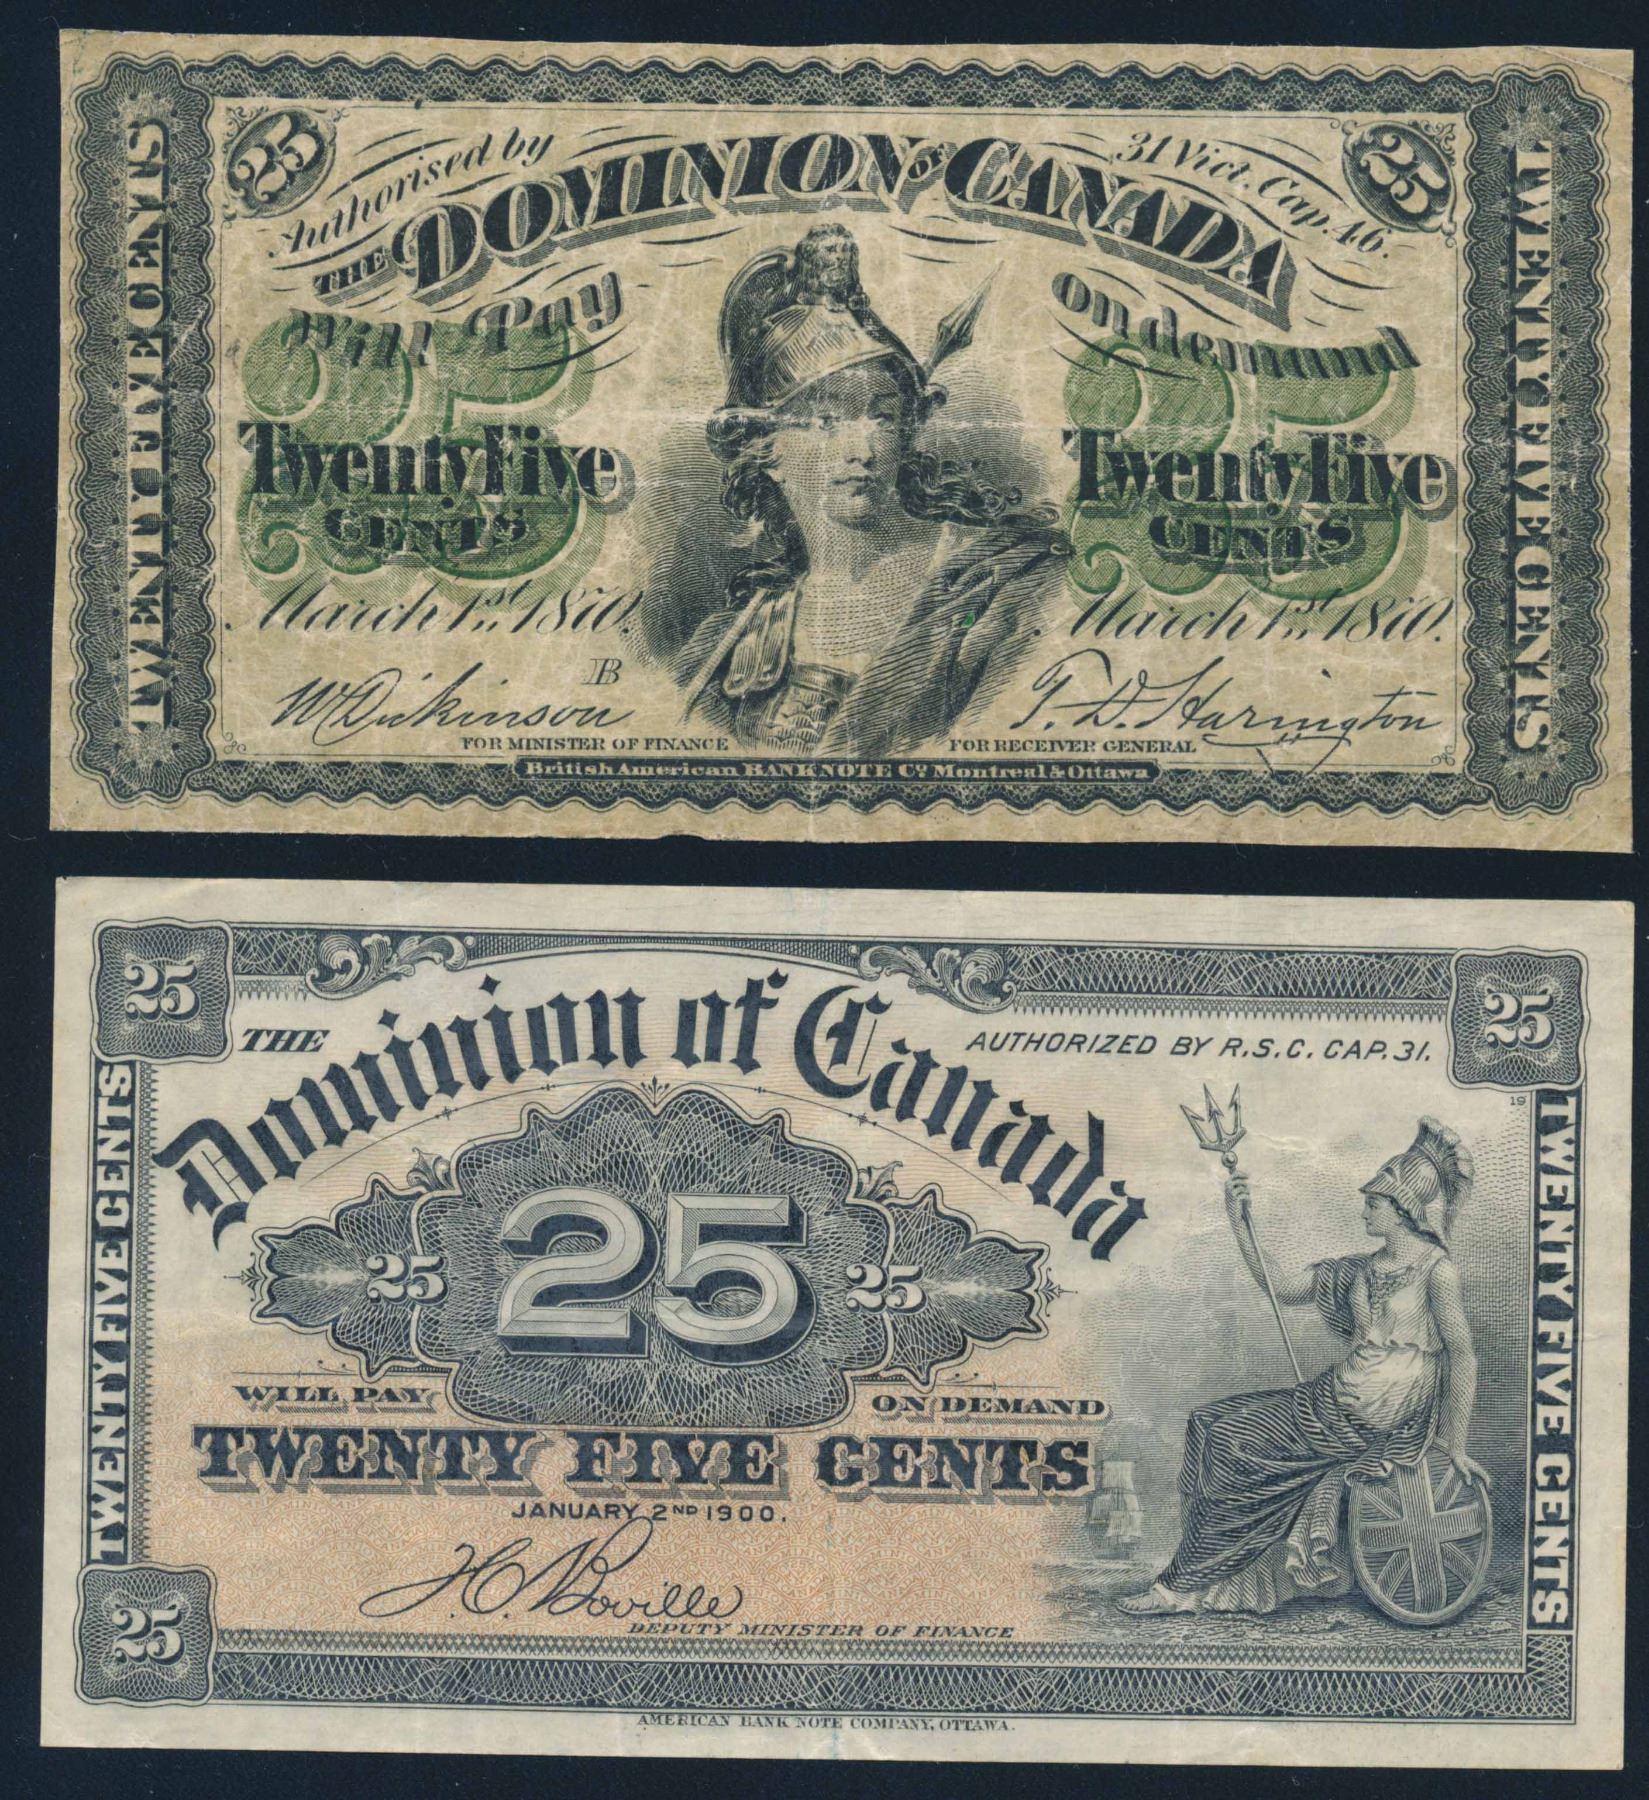 25
Authorised by
31 Vict. Cap. 46.
25
THE DOMINION OF CANADA
Will Pay
on demand
25
25
Twenty Five
CENTS
Twenty Five
CENTS
March 1st, 1870.
March 1st, 1870.
B
W Dickinson
T. D. Harington
FOR MINISTER OF FINANCE
FOR RECEIVER GENERAL
British American BANK NOTE Co Montreal & Ottawa
TWENTY FIVE CENTS
TWENTY FIVE CENTS
25
25
THE
Dominion of Canada
AUTHORIZED BY R.S.C. CAP. 31.
19
25
25
25
WILL PAY
ON DEMAND
TWENTY FIVE CENTS
JANUARY 2ND 1900.
J. C. Boville
DEPUTY MINISTER OF FINANCE
25
TWENTY FIVE CENTS
TWENTY FIVE CENTS
AMERICAN BANK NOTE COMPANY, OTTAWA.